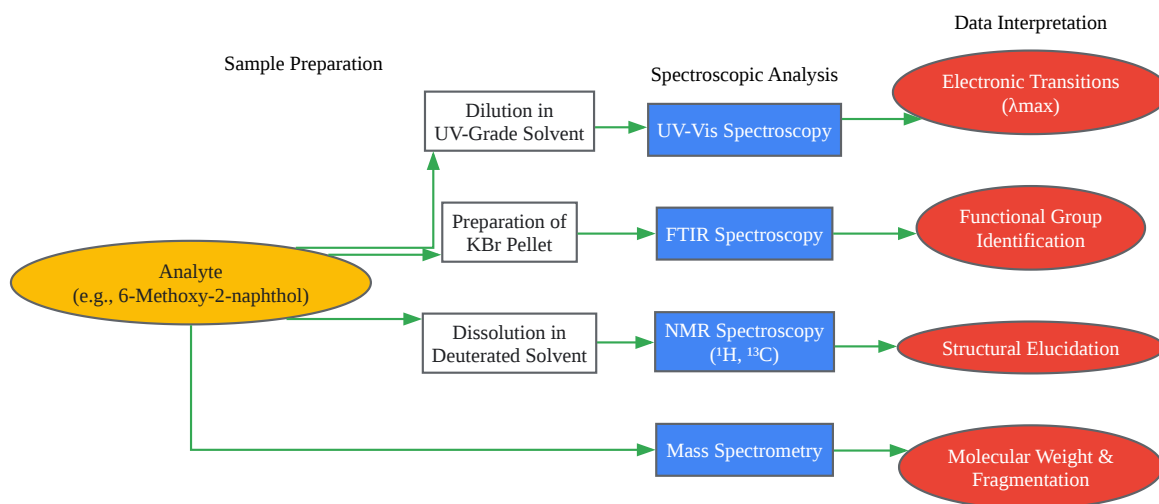 Data Interpretation
Sample Preparation
Spectroscopic Analysis
Electronic Transitions
(λmax)
Dilution in
UV-Grade Solvent
UV-Vis Spectroscopy
Preparation of
KBr Pellet
FTIR Spectroscopy
Functional Group
Identification
Analyte
(e.g., 6-Methoxy-2-naphthol)
Dissolution in
Deuterated Solvent
NMR Spectroscopy
(¹H, ¹³C)
Structural Elucidation
Mass Spectrometry
Molecular Weight &
Fragmentation